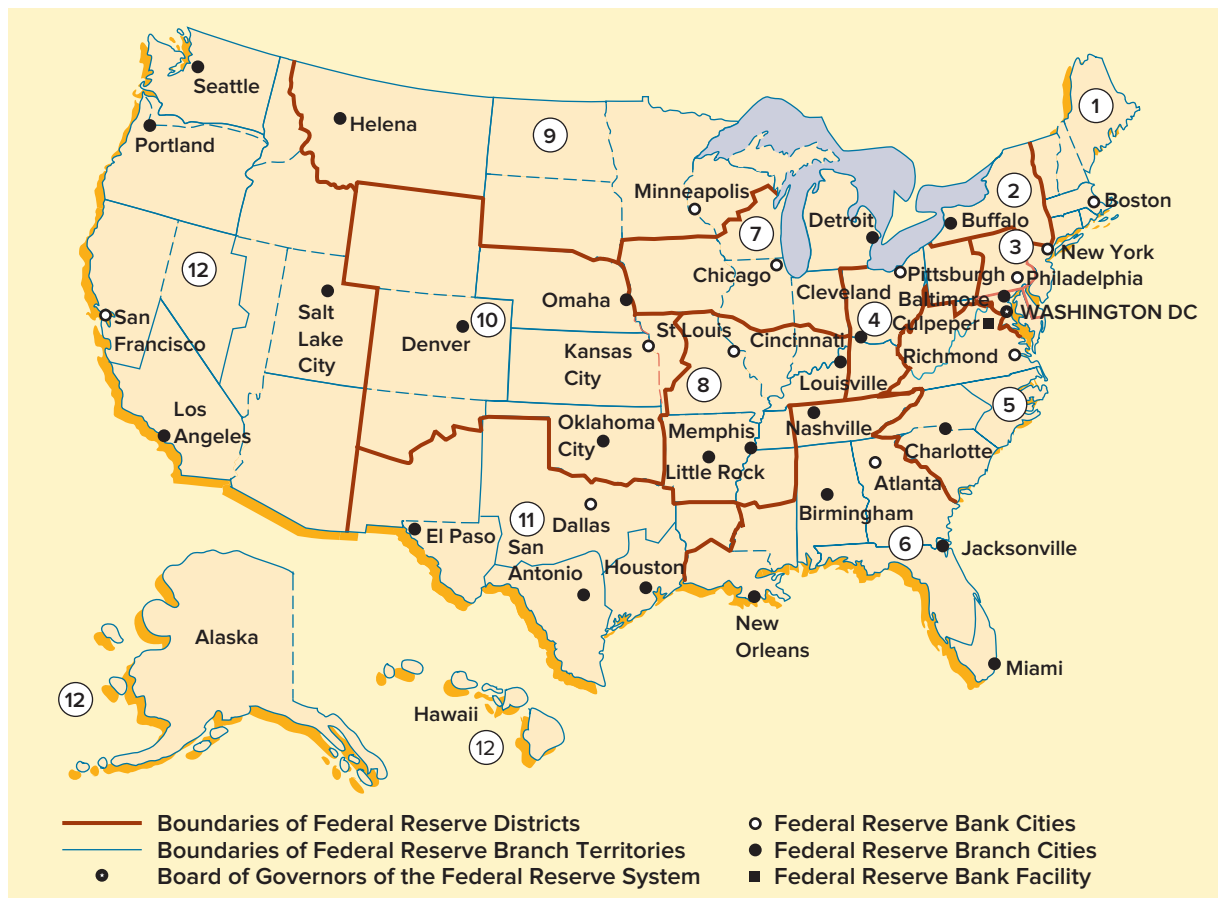 Seattle
Portland
Helena
9
1
Minneapolis
2
Boston
Detroit
Buffalo
7
3
New York
12
Chicago
Pittsburgh
Philadelphia
Cleveland
Omaha
Baltimore
WASHINGTON DC
San
Francisco
Salt
Lake
City
10
Denver
St Louis
Cincinnati
4
Culpeper
Kansas
City
Richmond
8
Louisville
5
Los
Angeles
Oklahoma
City
Memphis
Nashville
Charlotte
Little Rock
Atlanta
11
Dallas
Birmingham
El Paso
San
Antonio
Houston
6
Jacksonville
New
Orleans
Miami
Alaska
12
Hawaii
12
Boundaries of Federal Reserve Districts
Boundaries of Federal Reserve Branch Territories
Board of Governors of the Federal Reserve System
Federal Reserve Bank Cities
Federal Reserve Branch Cities
Federal Reserve Bank Facility